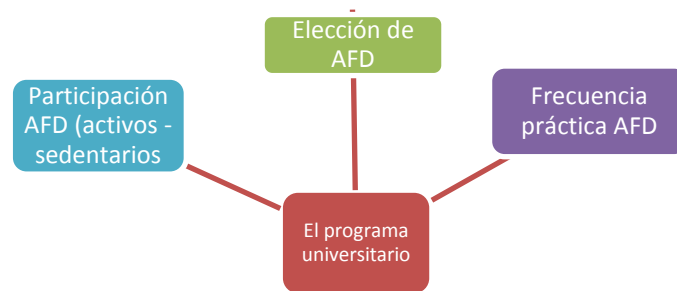 -
Elección de
AFD
Participación
AFD (activos -
sedentarios
Frecuencia
práctica AFD
El programa
universitario